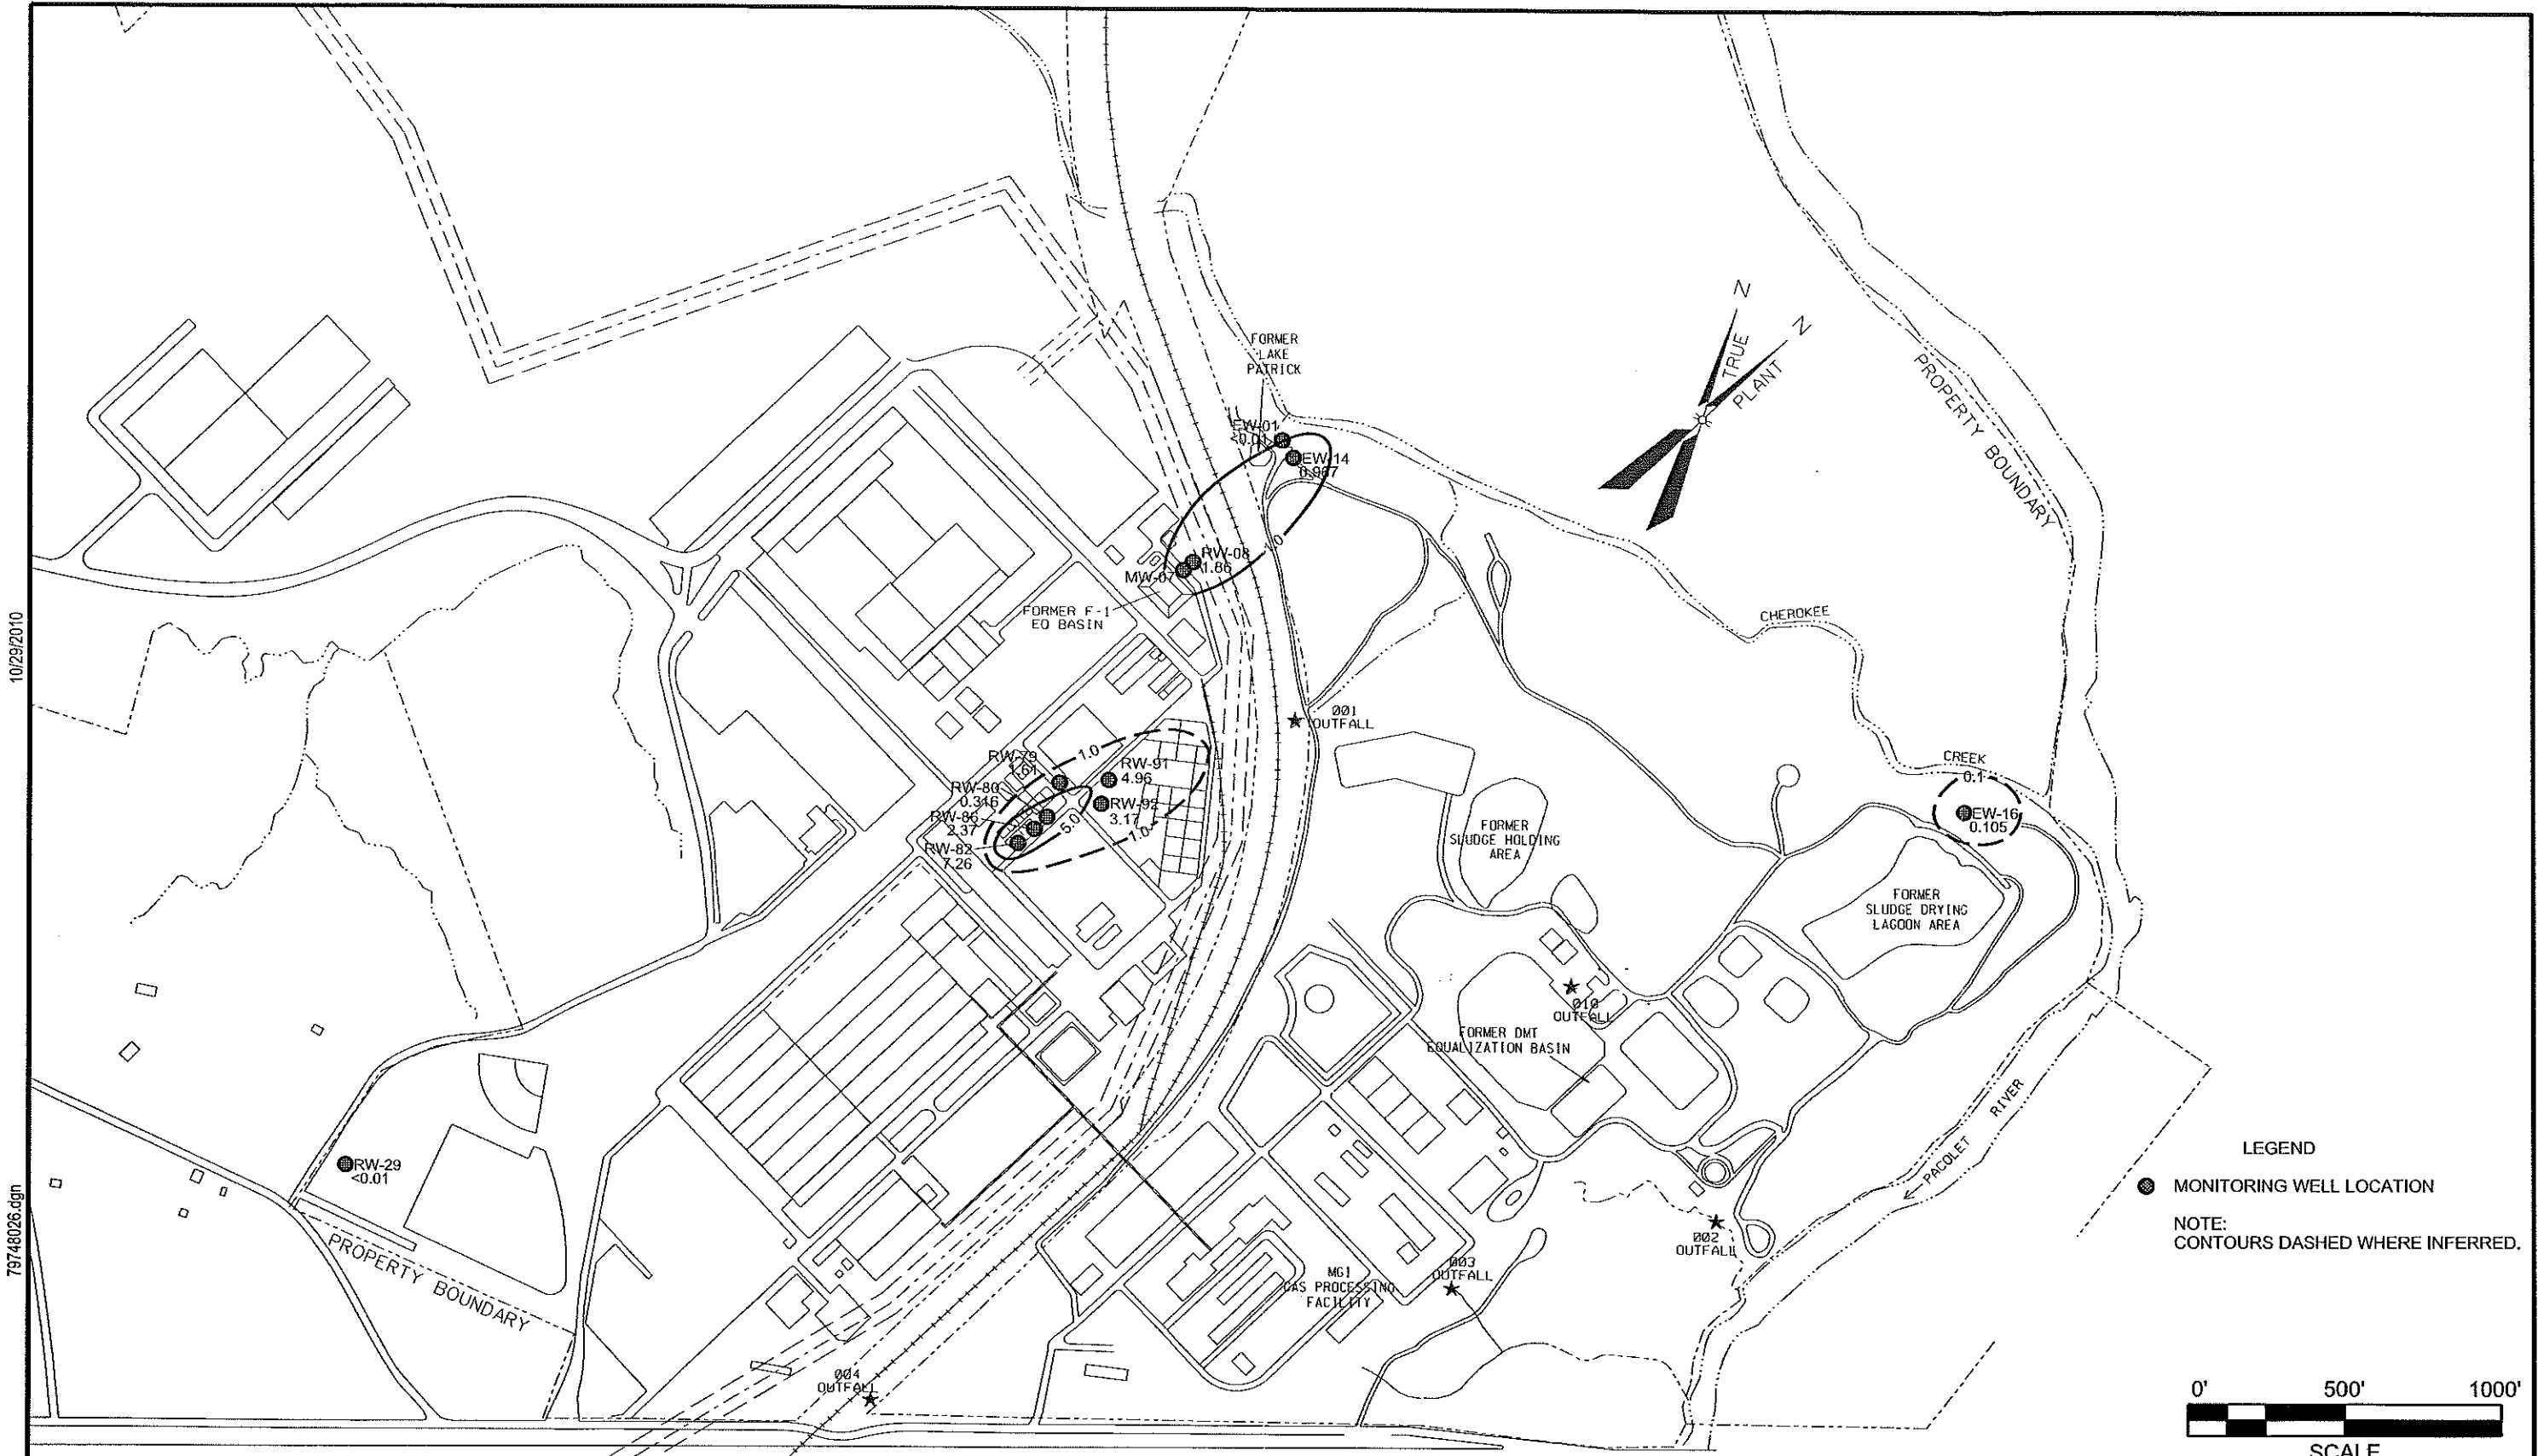 10/29/2010
79748026.dgn
FORMER
LAKE
PATRICK
N
TRUE
N
PLANT
PROPERTY BOUNDARY
EW-01
<0.01
EW-14
RW-08
1.86
MW-07
1.0
FORMER F-1
EQ BASIN
CHEROKEE
CREEK
001
OUTFALL
RW-79
1.61
1.0
RW-91
4.96
RW-80
0.316
RW-92
3.17
RW-86
2.37
5.0
1.0
RW-82
7.26
0.1
EW-16
0.105
FORMER
SLUDGE HOLDING
AREA
FORMER
SLUDGE DRYING
LAGOON AREA
010
OUTFALL
FORMER DMT
EQUALIZATION BASIN
RIVER
PACOLET
RW-29
<0.01
PROPERTY BOUNDARY
002
OUTFALL
003
OUTFALL
MG1
GAS PROCESSING
FACILITY
004
OUTFALL
LEGEND
MONITORING WELL LOCATION
NOTE:
CONTOURS DASHED WHERE INFERRED.
0' 500' 1000'
SCALE